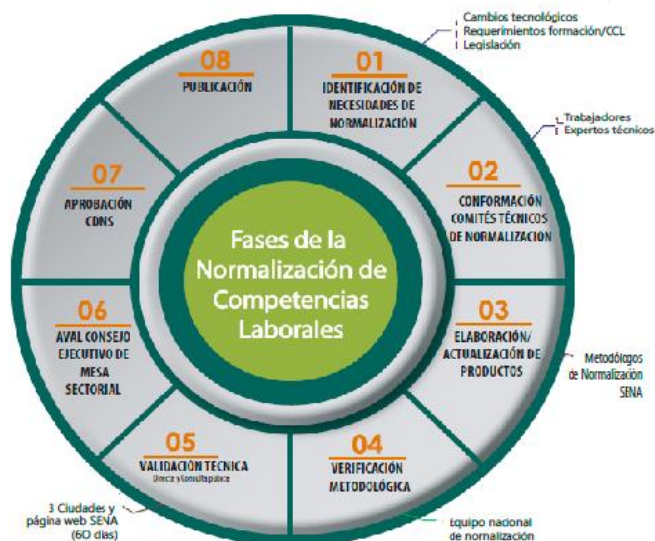 Fases de la
Normalización de
Competencias
Laborales
01
IDENTIFICACIÓN DE
NECESIDADES DE
NORMALIZACIÓN
Cambios tecnológicos
Requerimientos formación/CCL
Legislación
02
CONFORMACIÓN
COMITÉS TÉCNICOS
DE NORMALIZACIÓN
Trabajadores
Expertos técnicos
03
ELABORACIÓN/
ACTUALIZACIÓN DE
PRODUCTOS
Metodólogos
de Normalización
SENA
04
VERIFICACIÓN
METODOLÓGICA
Equipo nacional
de normalización
05
VALIDACIÓN TECNICA
Directa y Consulta pública
3 Ciudades y
página web SENA
(60 días)
06
AVAL CONSEJO
EJECUTIVO DE
MESA
SECTORIAL
07
APROBACIÓN
CDNS
08
PUBLICACIÓN